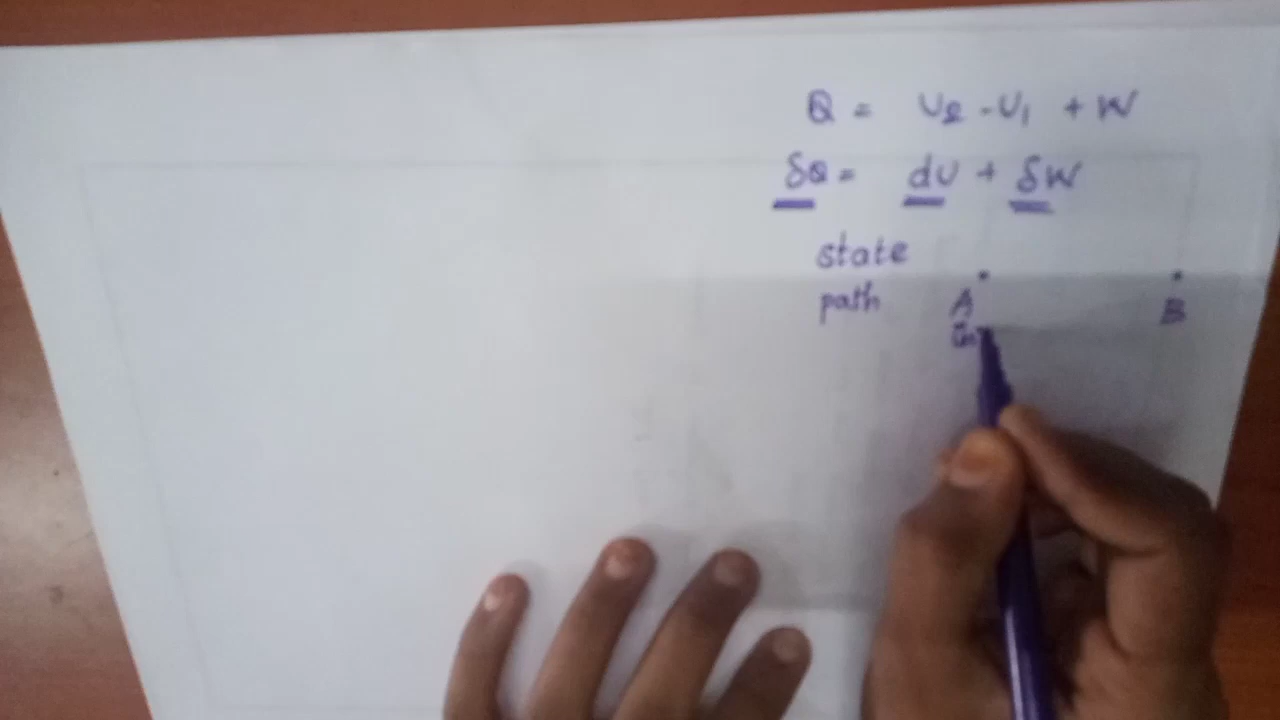 Q = U2 - U1 + W
δQ = dU + δW
state
path A B